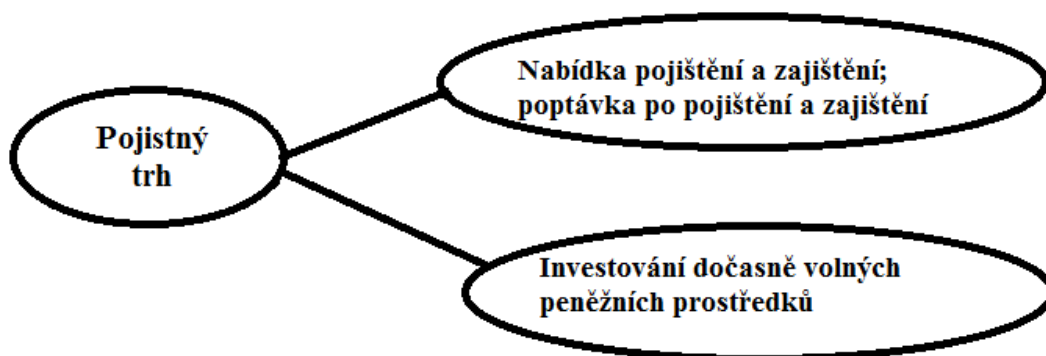 Pojistný
trh
Nabídka pojištění a zajištění;
poptávka po pojištění a zajištění
Investování dočasně volných
peněžních prostředků